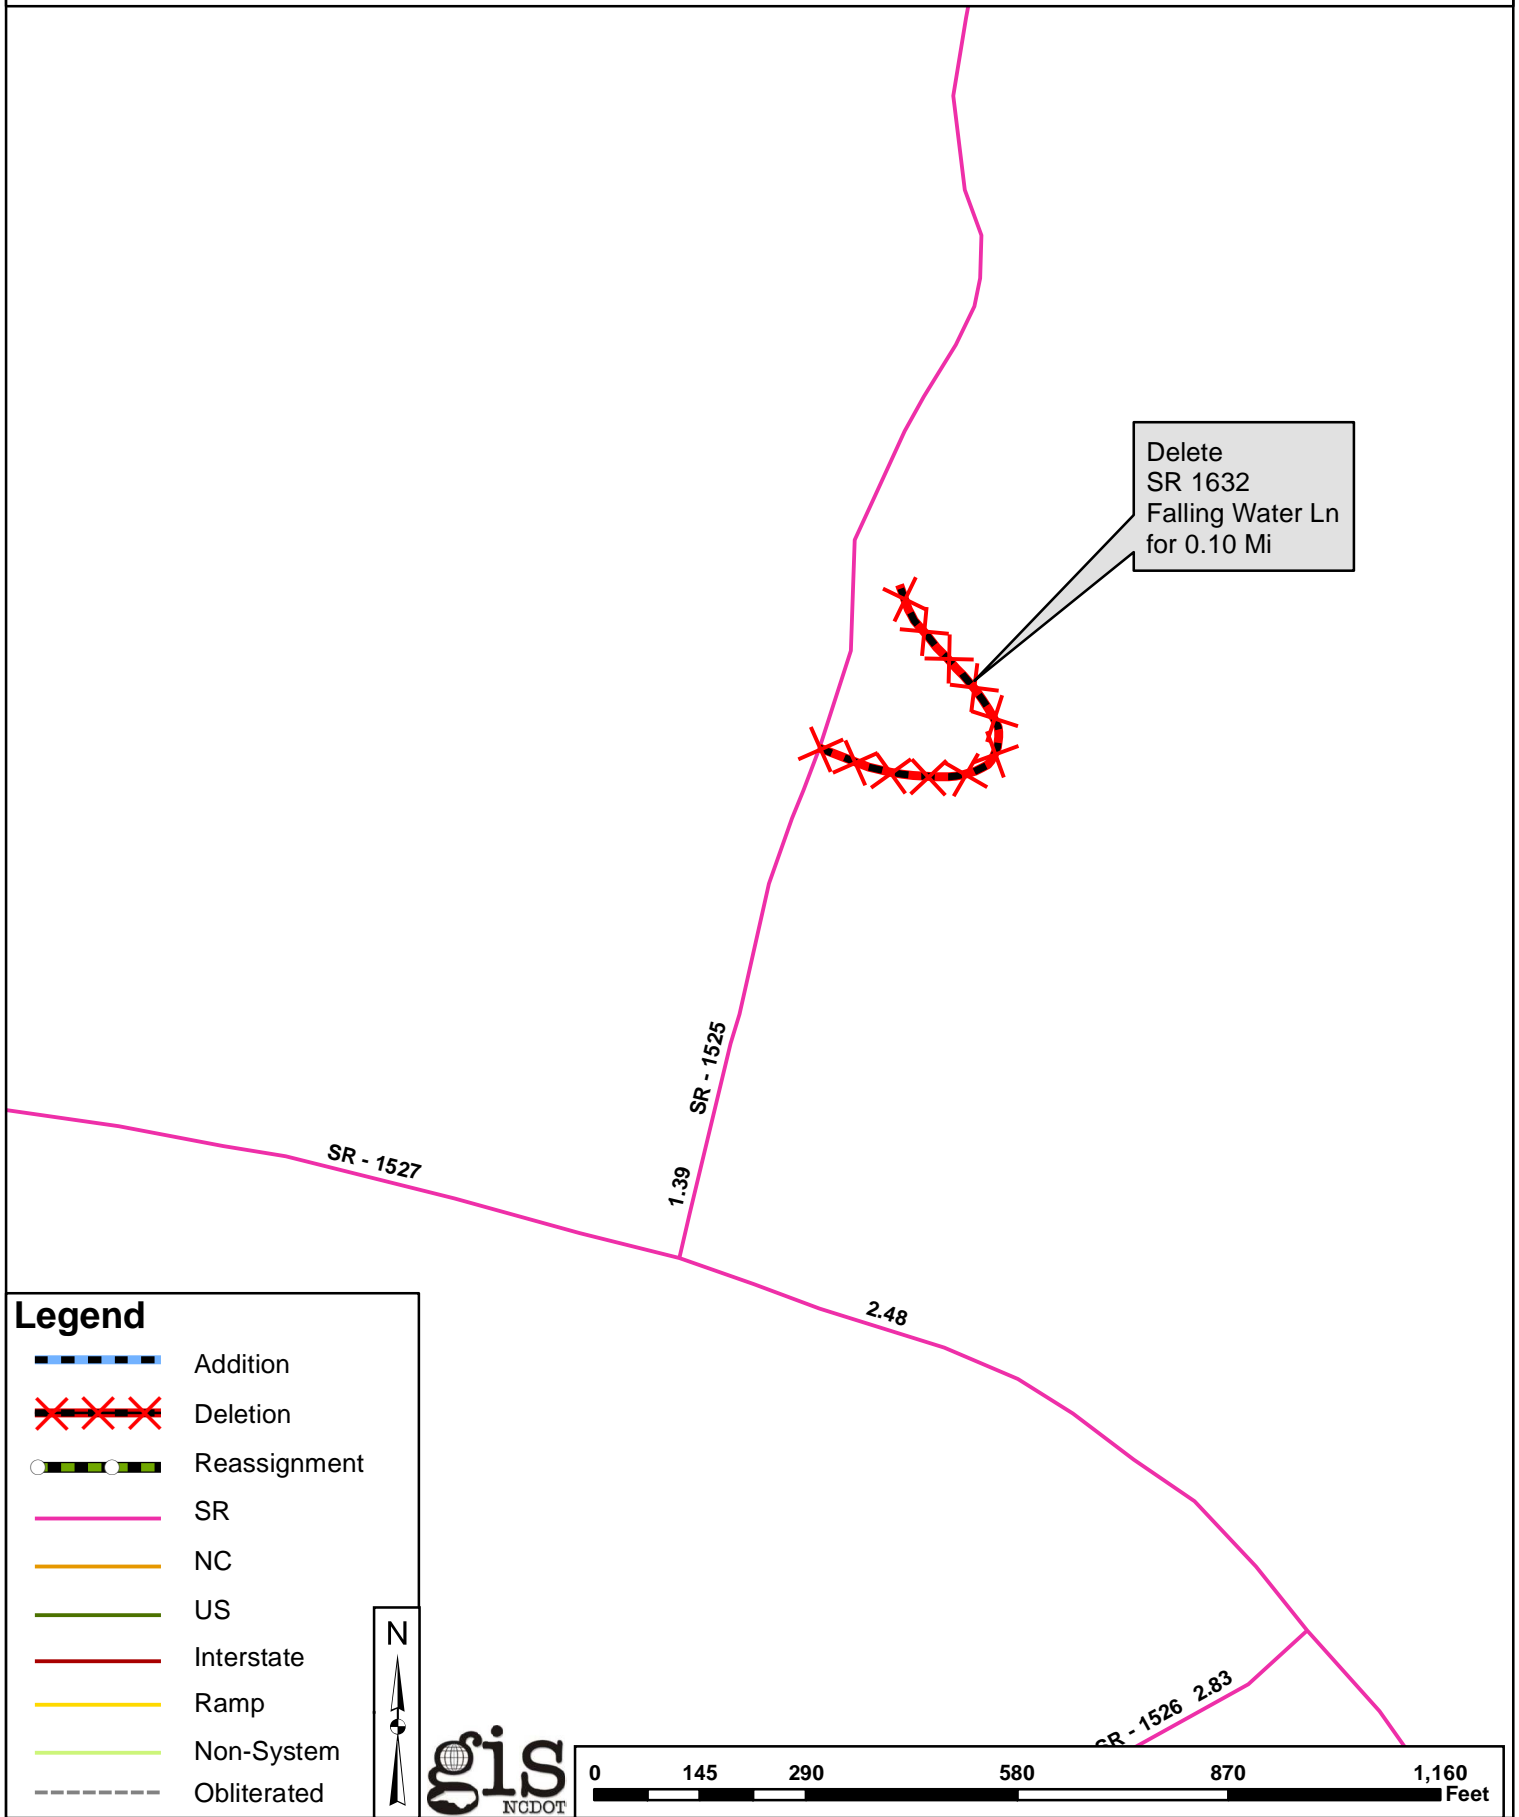 Delete
SR 1632
Falling Water Ln
for 0.10 Mi
SR - 1525
1.39
SR - 1527
2.48
SR - 1526 2.83
Legend
Addition
Deletion
Reassignment
SR
NC
US
Interstate
Ramp
Non-System
Obliterated
N
gis
NCDOT
0 145 290 580 870 1,160
Feet